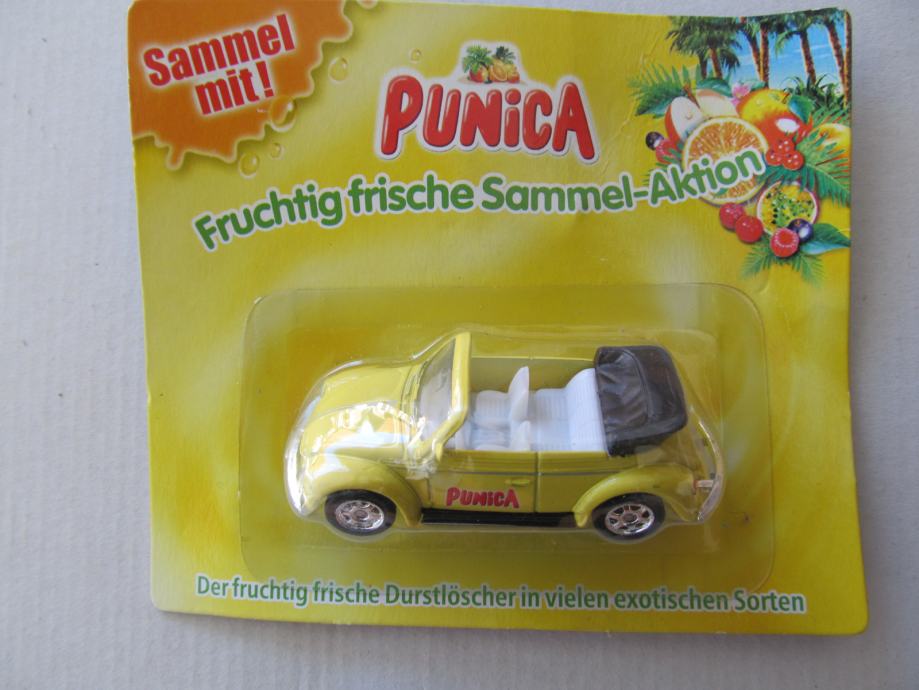 Sammel
mit!
PUNiCA
Fruchtig frische Sammel-Aktion
PUNiCA
Der fruchtig frische Durstlöscher in vielen exotischen Sorten